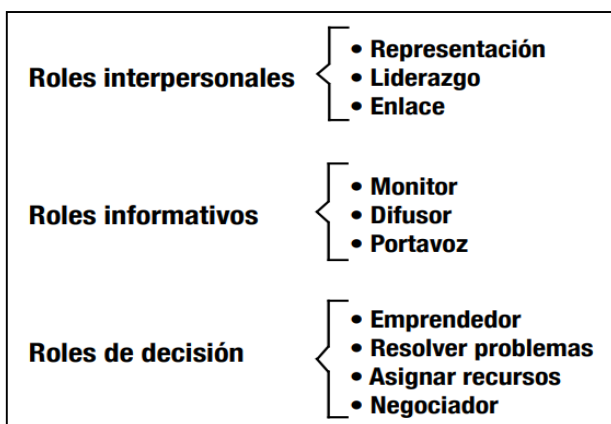 Roles interpersonales
• Representación
• Liderazgo
• Enlace
Roles informativos
• Monitor
• Difusor
• Portavoz
Roles de decisión
• Emprendedor
• Resolver problemas
• Asignar recursos
• Negociador